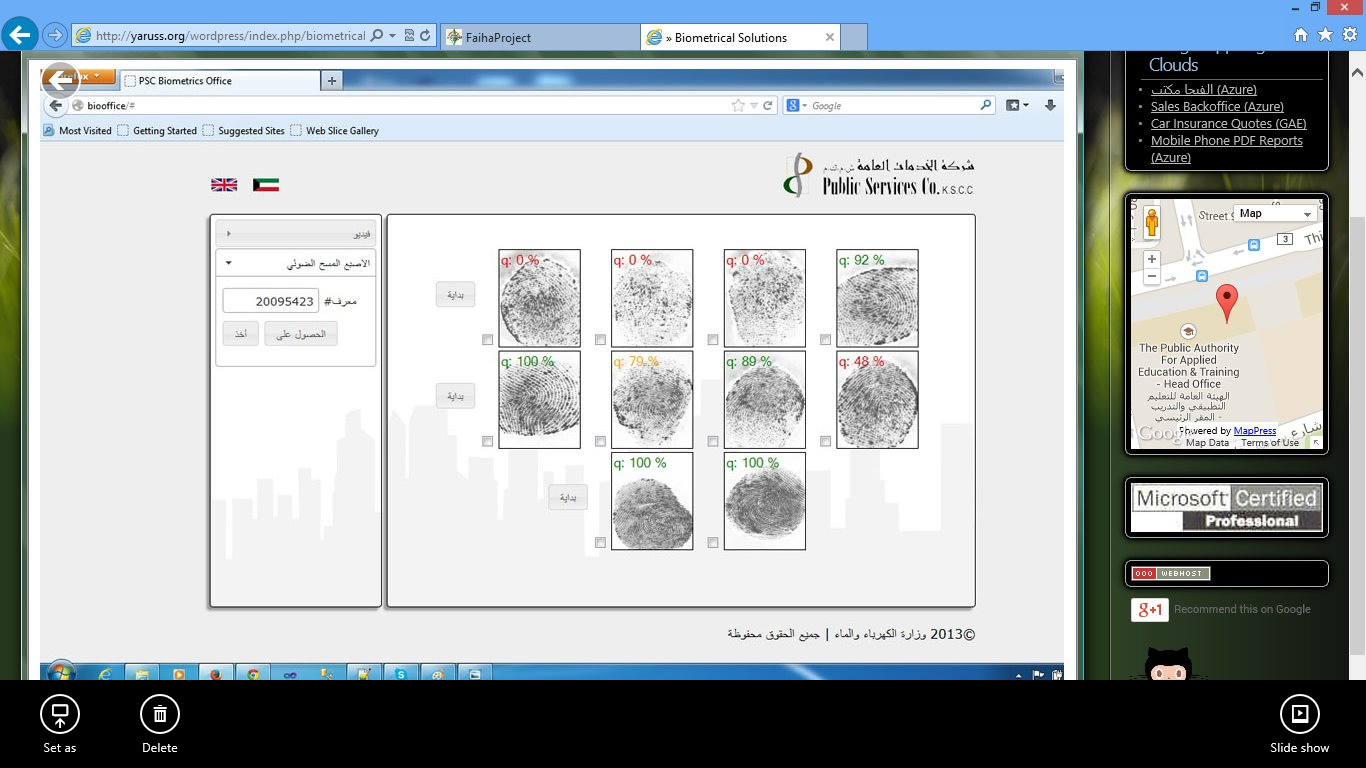 http://yaruss.org/wordpress/index.php/biometrical
FaihaProject
» Biometrical Solutions
PSC Biometrics Office
biooffice/#
Google
Most Visited
Getting Started
Suggested Sites
Web Slice Gallery
شركة الخدمات العامة ش.م.ك.م
Public Services Co. K.S.C.C
فيديو
الاصبع المسح الضوئي
معرف#
20095423
الحصول على
أخذ
بداية
q: 0 %
q: 0 %
q: 0 %
q: 92 %
بداية
q: 100 %
q: 79 %
q: 89 %
q: 48 %
بداية
q: 100 %
q: 100 %
©2013 وزارة الكهرباء والماء | جميع الحقوق محفوظة
Clouds
الفيحا مكتب (Azure)
Sales Backoffice (Azure)
Car Insurance Quotes (GAE)
Mobile Phone PDF Reports
(Azure)
Map
3
The Public Authority
For Applied
Education & Training
- Head Office
الهيئة العامة للتعليم
التطبيقي والتدريب
- المقر الرئيسي
Powered by MapPress
Map Data
Terms of Use
Microsoft Certified
Professional
000 WEBHOST
g+1
Recommend this on Google
Set as
Delete
Slide show